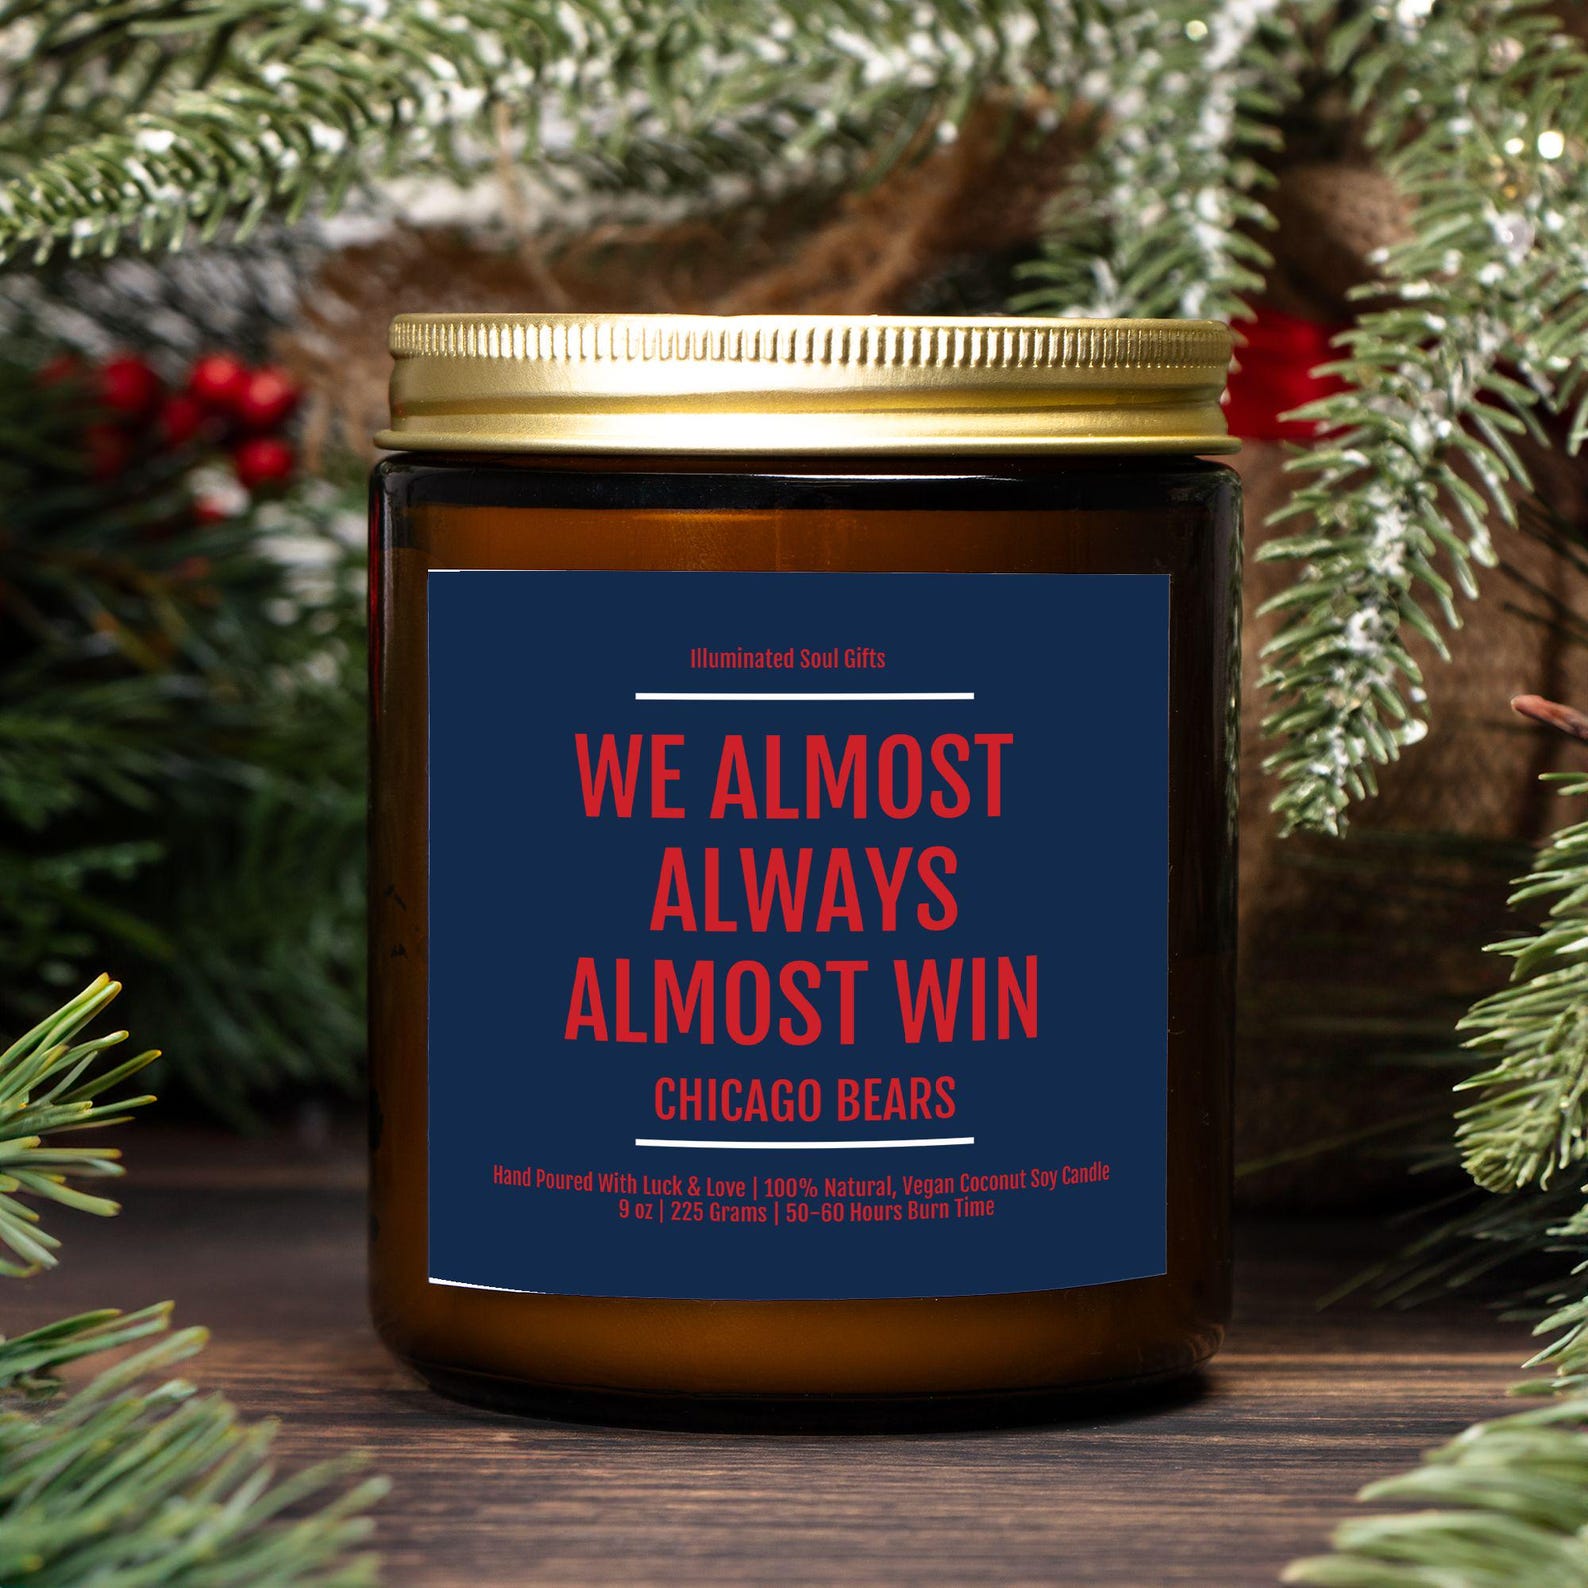 Illuminated Soul Gifts
WE ALMOST
ALWAYS
ALMOST WIN
CHICAGO BEARS
Hand Poured With Luck & Love | 100% Natural, Vegan Coconut Soy Candle
9 oz | 225 Grams | 50-60 Hours Burn Time